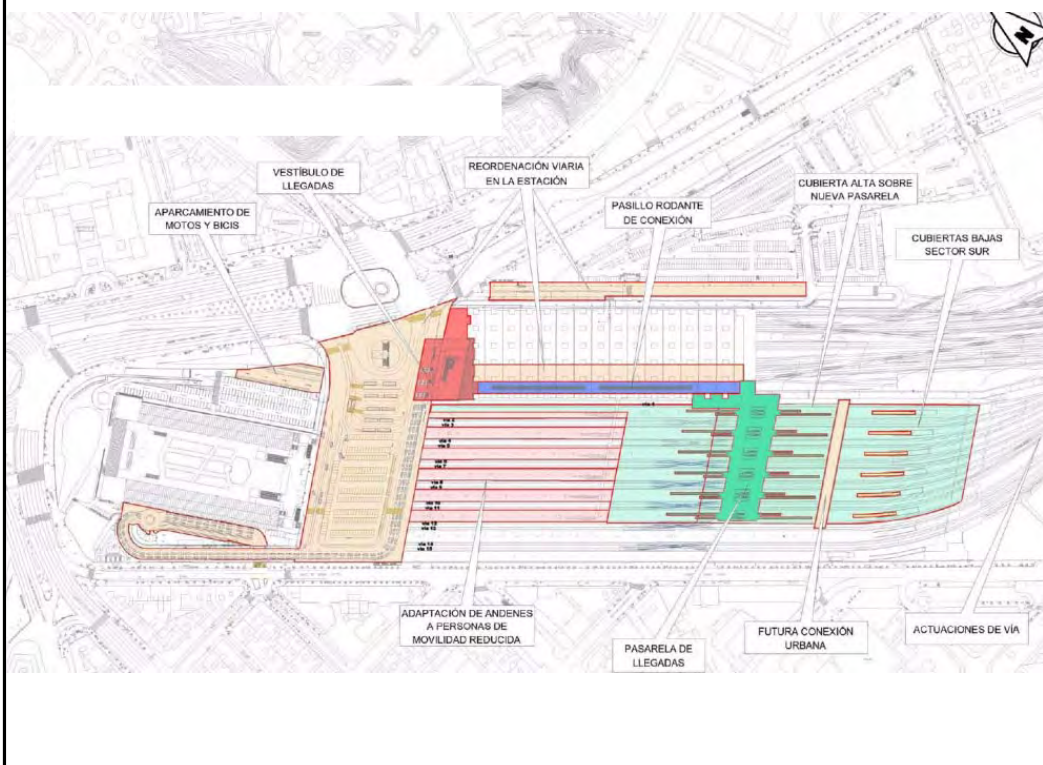 N
REORDENACIÓN VIARIA
EN LA ESTACIÓN
VESTÍBULO DE
LLEGADAS
CUBIERTA ALTA SOBRE
NUEVA PASARELA
PASILLO RODANTE
DE CONEXIÓN
APARCAMIENTO DE
MOTOS Y BICIS
CUBIERTAS BAJAS
SECTOR SUR
ADAPTACIÓN DE ANDENES
A PERSONAS DE
MOVILIDAD REDUCIDA
PASARELA DE
LLEGADAS
FUTURA CONEXIÓN
URBANA
ACTUACIONES DE VÍA